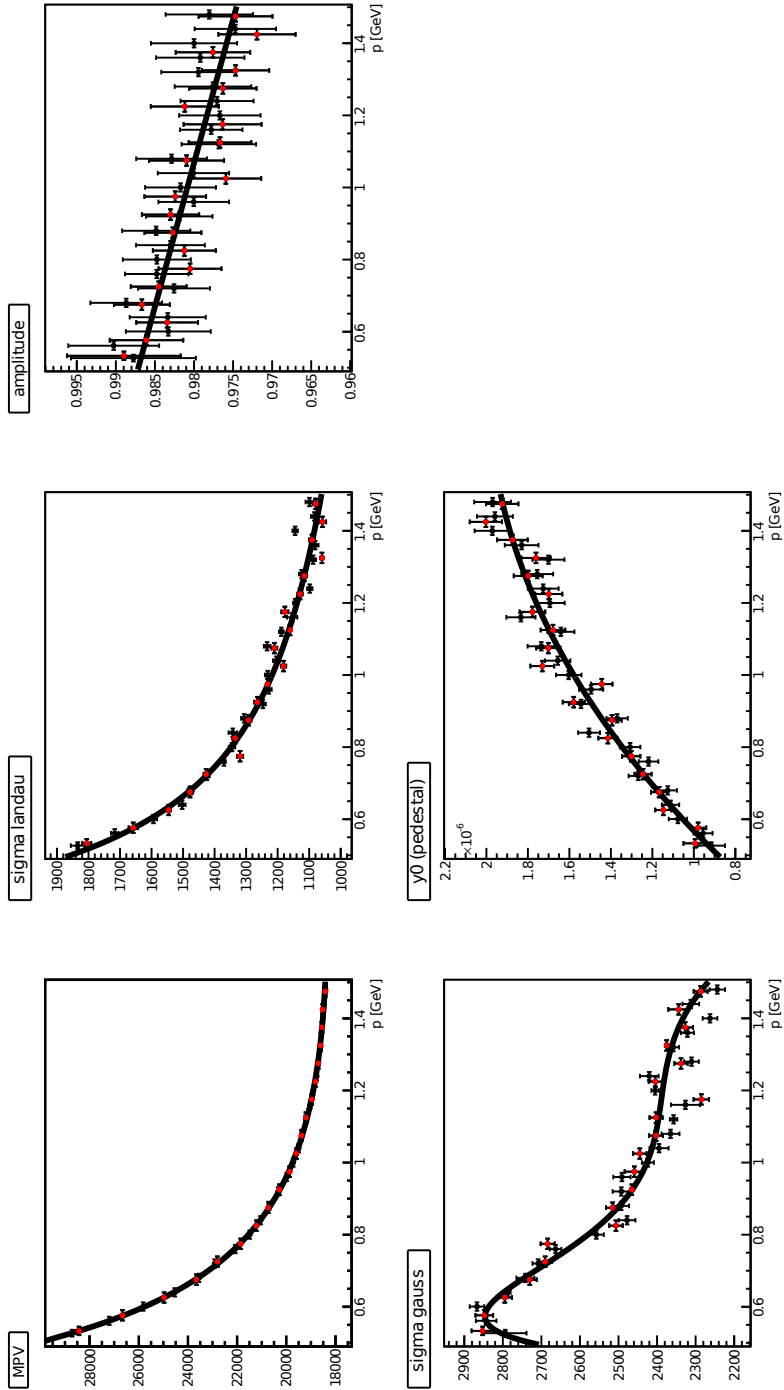 MPV
28000
26000
24000
22000
20000
18000
0.6 0.8 1 1.2 1.4
p [GeV]
sigma landau
1900
1800
1700
1600
1500
1400
1300
1200
1100
1000
0.6 0.8 1 1.2 1.4
p [GeV]
amplitude
0.995
0.99
0.985
0.98
0.975
0.97
0.965
0.96
0.6 0.8 1 1.2 1.4
p [GeV]
sigma gauss
2900
2800
2700
2600
2500
2400
2300
2200
0.6 0.8 1 1.2 1.4
p [GeV]
y0 (pedestal)
×10⁻⁶
2.2
2
1.8
1.6
1.4
1.2
1
0.8
0.6 0.8 1 1.2 1.4
p [GeV]